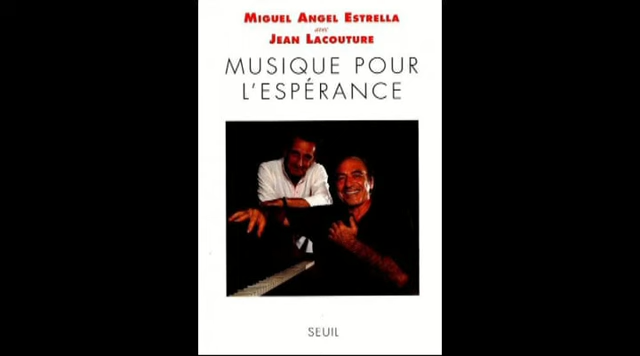 MIGUEL ANGEL ESTRELLA
avec
JEAN LACOUTURE
MUSIQUE POUR
L'ESPÉRANCE
SEUIL